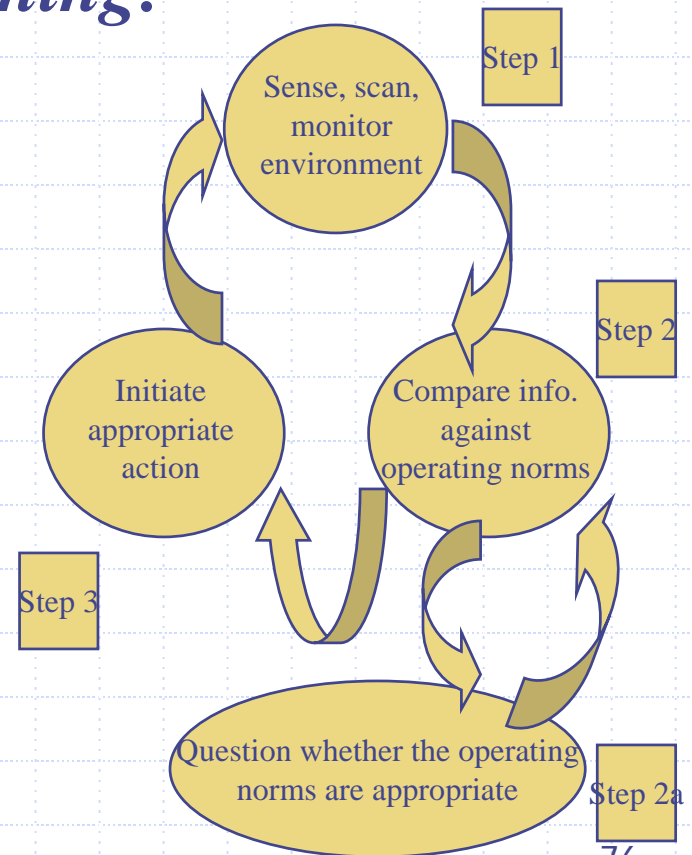 Step 1
Sense, scan,
monitor
environment
Step 2
Initiate
appropriate
action
Compare info.
against
operating norms
Step 3
Question whether the operating
norms are appropriate
Step 2a